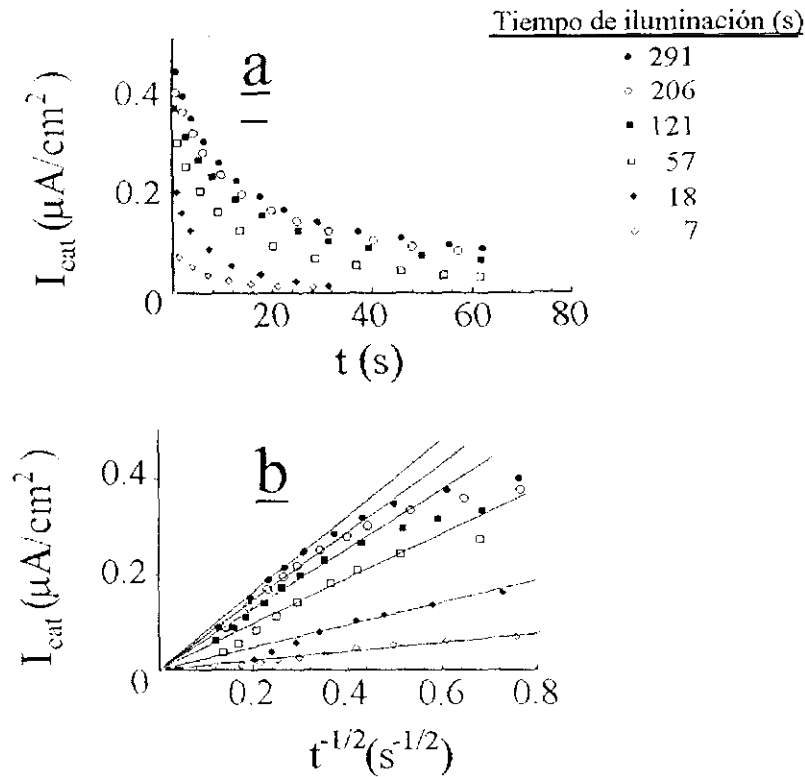 Tiempo de iluminación (s)
291
206
121
57
18
7
a
I_cat (μA/cm²)
0.4
0.2
0
20
40
60
80
t (s)
b
I_cat (μA/cm²)
0.4
0.2
0
0.2
0.4
0.6
0.8
t^-1/2 (s^-1/2)